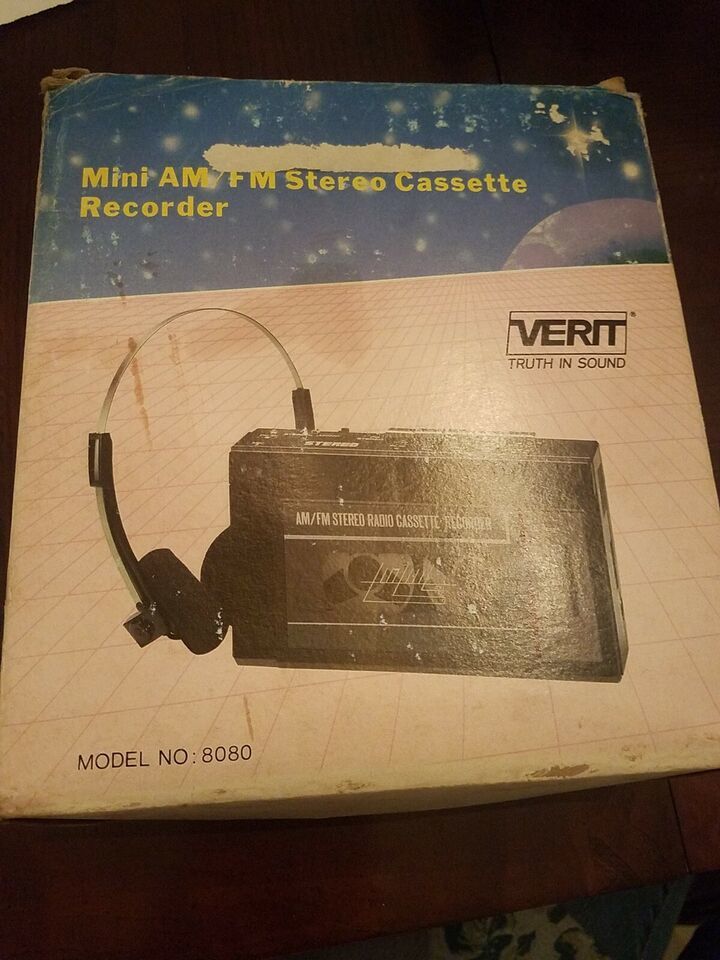 Mini AM/FM Stereo Cassette
Recorder
VERIT®
TRUTH IN SOUND
STEREO
AM/FM STEREO RADIO CASSETTE RECORDER
MODEL NO: 8080